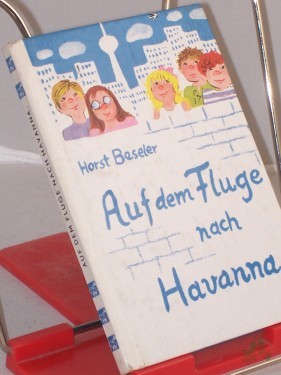 Horst Beseler
Auf dem Fluge
nach
Havanna
AUF DEM FLUGE NACH HAVANNA